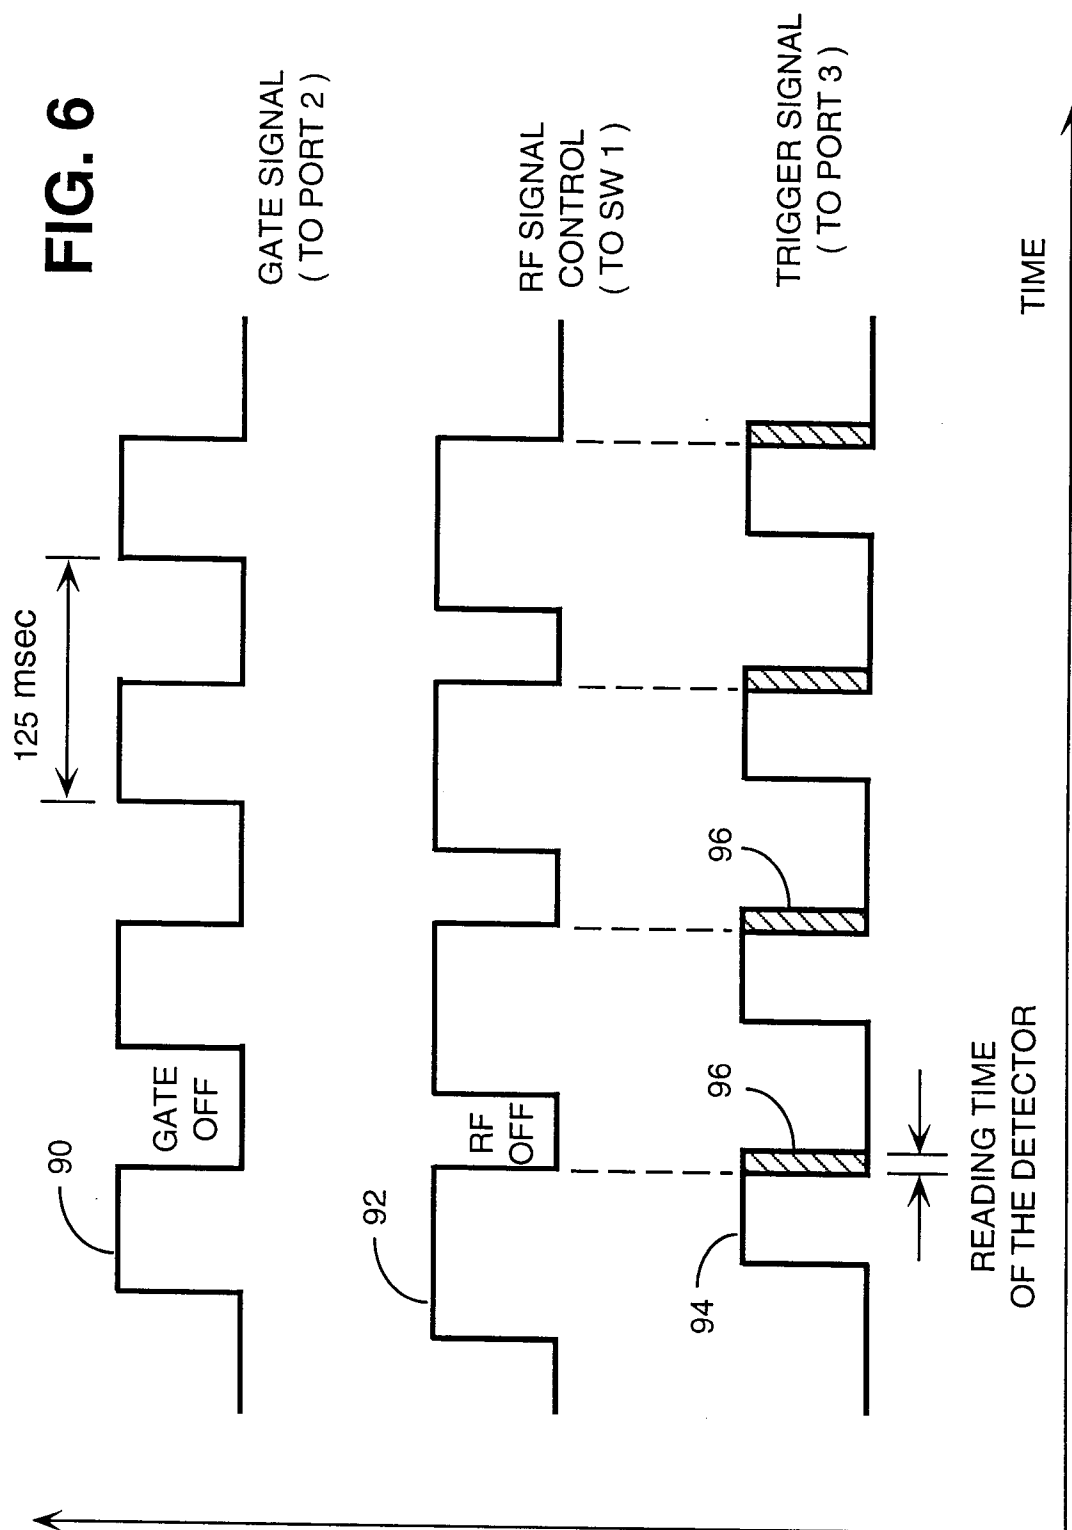 FIG. 6
125 msec
90
GATE
OFF
GATE SIGNAL
( TO PORT 2 )
92
RF
OFF
RF SIGNAL
CONTROL
( TO SW 1 )
94
96
96
TRIGGER SIGNAL
( TO PORT 3 )
READING TIME
OF THE DETECTOR
TIME